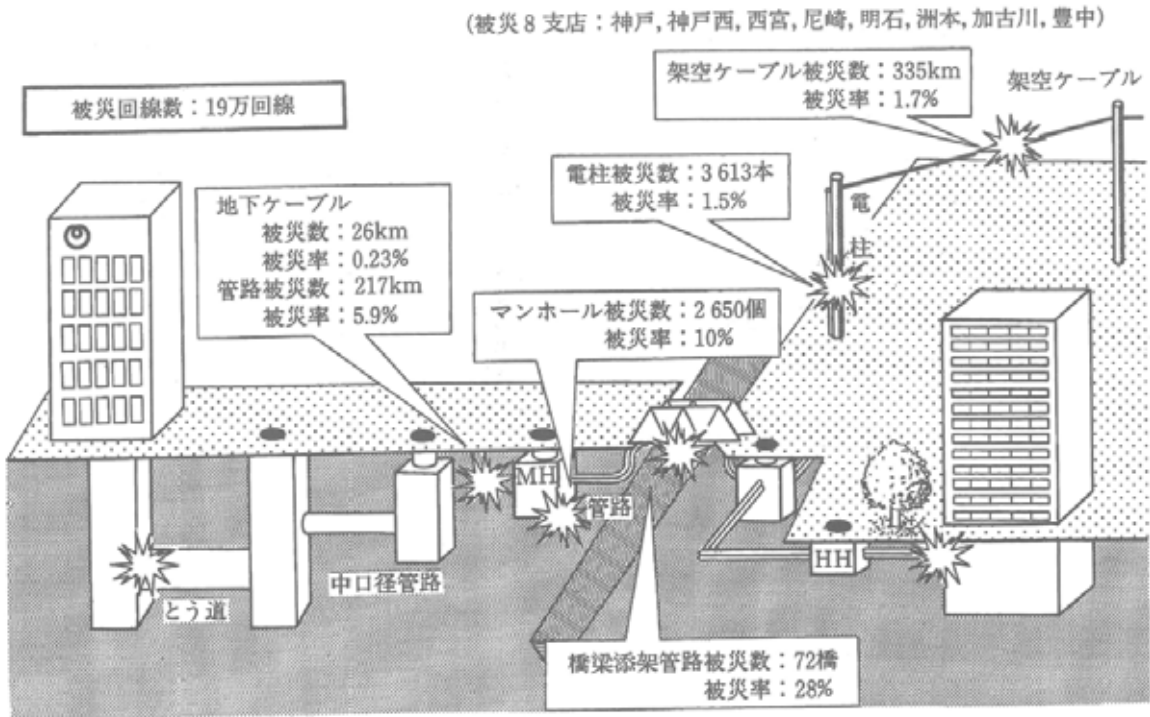 (被災8支店：神戸, 神戸西, 西宮, 尼崎, 明石, 洲本, 加古川, 豊中)
架空ケーブル被災数：335km
被災率：1.7%
架空ケーブル
被災回線数：19万回線
電柱被災数：3 613本
被災率：1.5%
電柱
地下ケーブル
被災数：26km
被災率：0.23%
管路被災数：217km
被災率：5.9%
マンホール被災数：2 650個
被災率：10%
MH
管路
HH
中口径管路
とう道
橋梁添架管路被災数：72橋
被災率：28%